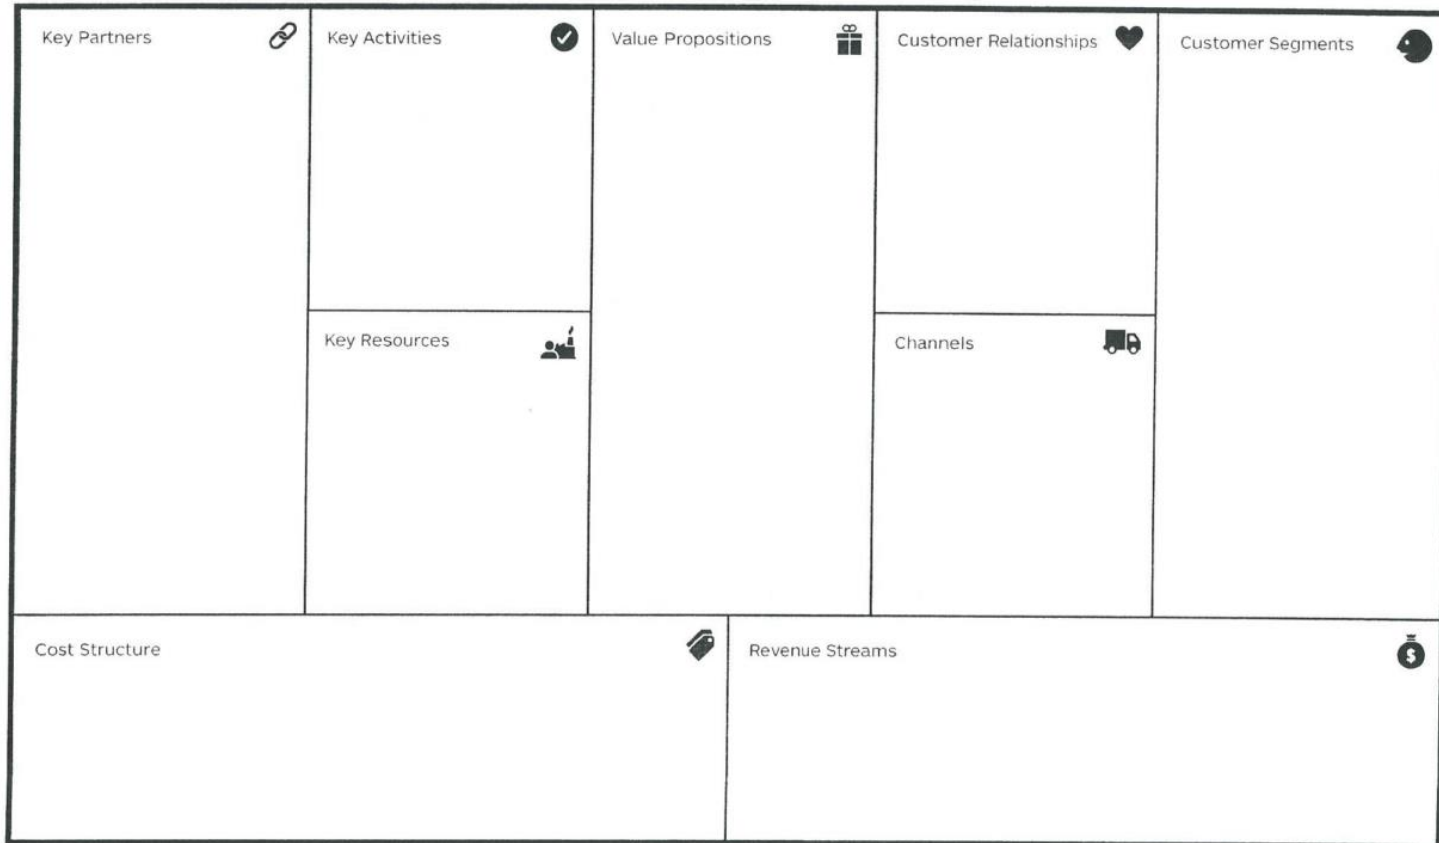 Key Partners
Key Activities
Value Propositions
Customer Relationships
Customer Segments
Key Resources
Channels
Cost Structure
Revenue Streams
$